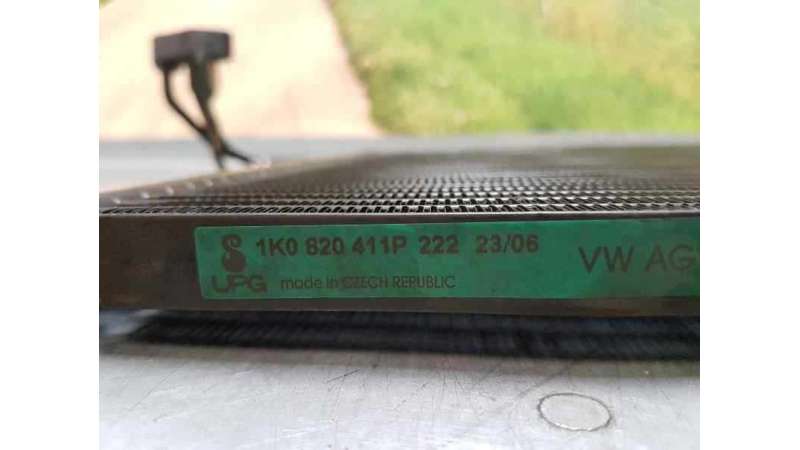 1K0 820 411P 222 23/06 VW AG
UPG made in CZECH REPUBLIC